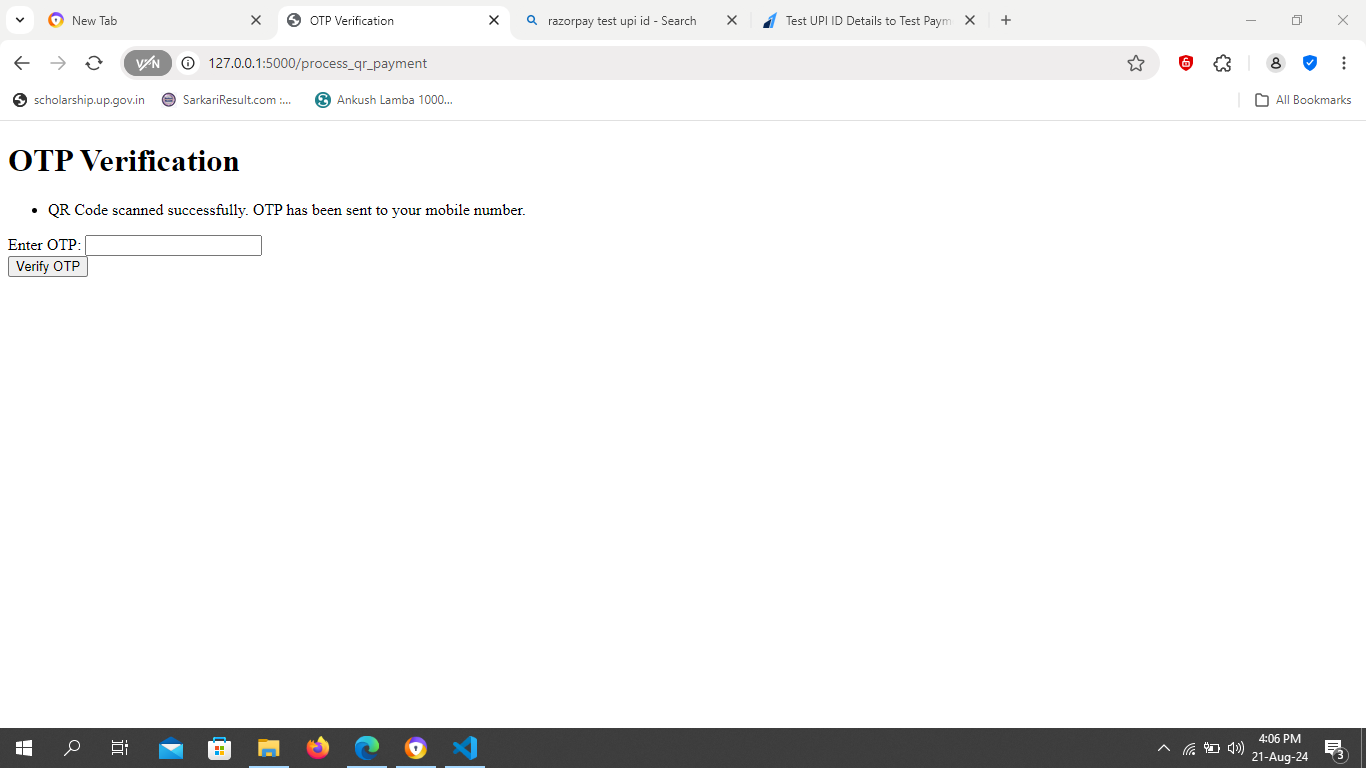 New Tab
OTP Verification
razorpay test upi id - Search
Test UPI ID Details to Test Paym
VPN
127.0.0.1:5000/process_qr_payment
scholarship.up.gov.in
SarkariResult.com :...
Ankush Lamba 1000...
All Bookmarks
OTP Verification
QR Code scanned successfully. OTP has been sent to your mobile number.
Enter OTP:
Verify OTP
4:06 PM
21-Aug-24
3